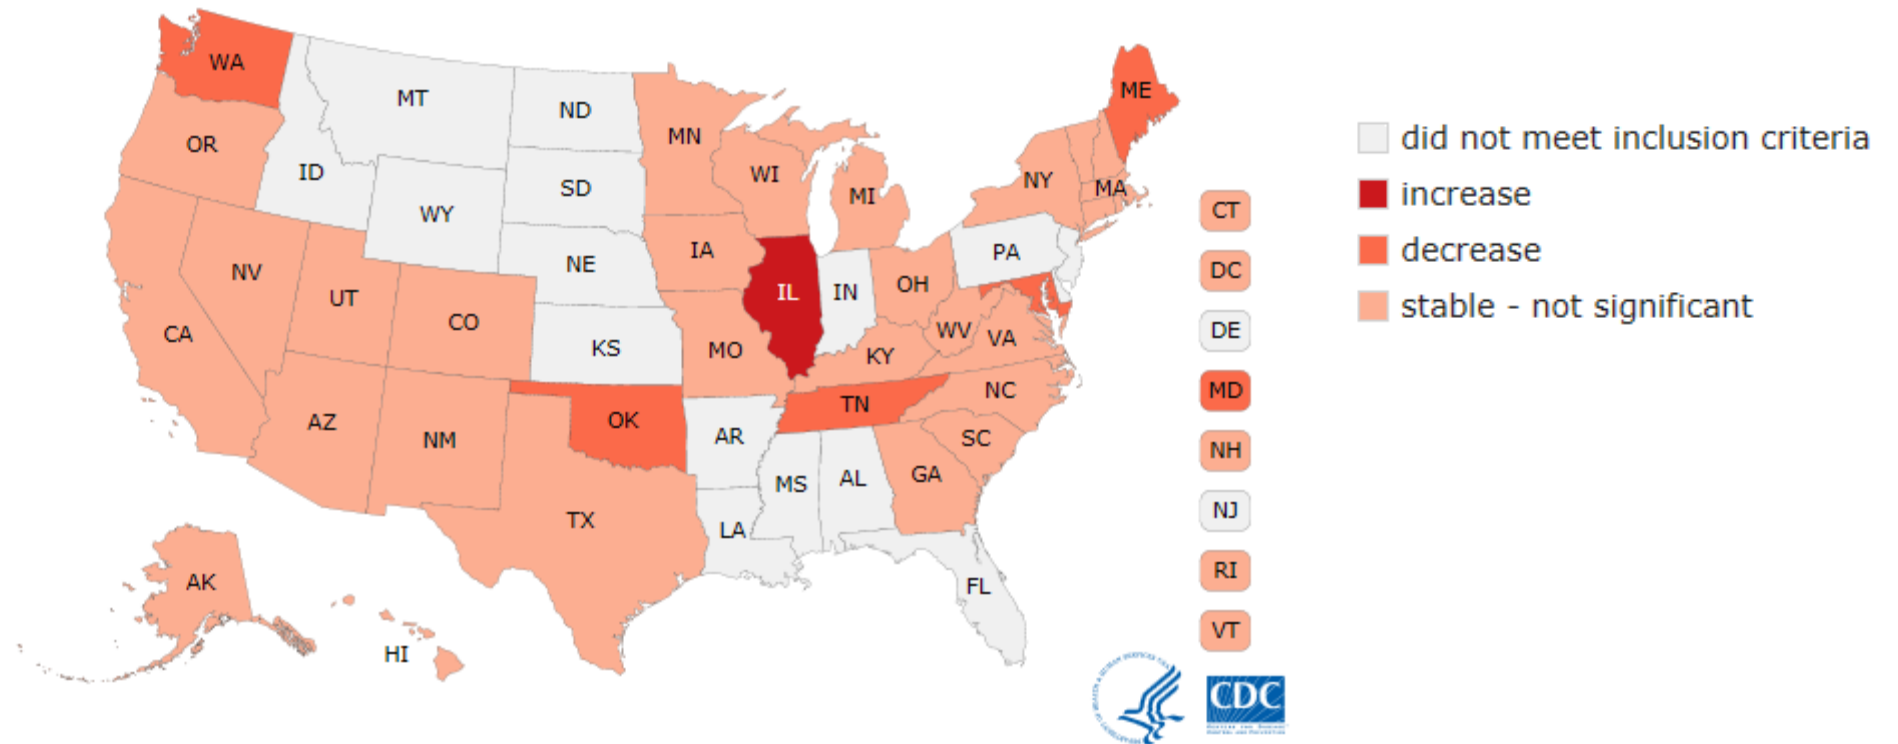 WA
MT
ND
MN
ME
OR
ID
SD
WI
MI
NY
MA
WY
NE
IA
PA
NV
UT
CO
KS
MO
IL
IN
OH
WV
VA
KY
CA
AZ
NM
OK
AR
TN
NC
SC
MS
AL
GA
TX
LA
FL
AK
HI
CT
DC
DE
MD
NH
NJ
RI
VT
did not meet inclusion criteria
increase
decrease
stable - not significant
CDC